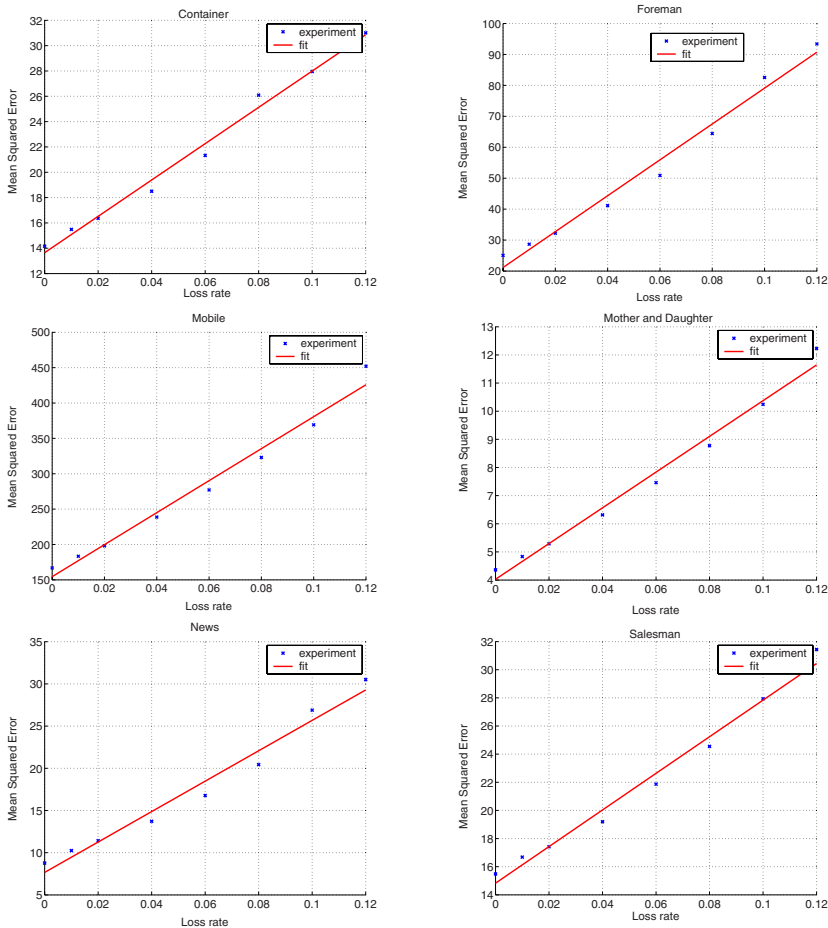 Container
32
30
28
26
24
22
20
18
16
14
12
Mean Squared Error
experiment
fit
0 0.02 0.04 0.06 0.08 0.1 0.12
Loss rate
Foreman
100
90
80
70
60
50
40
30
20
Mean Squared Error
experiment
fit
0 0.02 0.04 0.06 0.08 0.1 0.12
Loss rate
Mobile
500
450
400
350
300
250
200
150
Mean Squared Error
experiment
fit
0 0.02 0.04 0.06 0.08 0.1 0.12
Loss rate
Mother and Daughter
13
12
11
10
9
8
7
6
5
4
Mean Squared Error
experiment
fit
0 0.02 0.04 0.06 0.08 0.1 0.12
Loss rate
News
35
30
25
20
15
10
5
Mean Squared Error
experiment
fit
0 0.02 0.04 0.06 0.08 0.1 0.12
Loss rate
Salesman
32
30
28
26
24
22
20
18
16
14
Mean Squared Error
experiment
fit
0 0.02 0.04 0.06 0.08 0.1 0.12
Loss rate